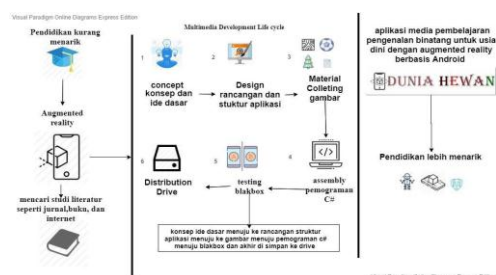 Visual Paradigm Online Diagrams Express Edition
Pendidikan kurang
menarik
Augmented
reality
mencari studi literatur
seperti jurnal,buku, dan
internet
Multimedia Development Life cycle
1
concept
konsep dan
ide dasar
2
Design
rancangan dan
stuktur aplikasi
3
Material
Colleting
gambar
4
assembly
pemograman
C#
5
testing
blakbox
6
Distribution
Drive
konsep ide dasar menuju ke rancangan struktur
aplikasi menuju ke gambar menuju pemograman c#
menuju blakbox dan akhir di simpan ke drive
aplikasi media pembelajaran
pengenalan binatang untuk usia
dini dengan augmented reality
berbasis Android
DUNIA HEWAN
Pendidikan lebih menarik